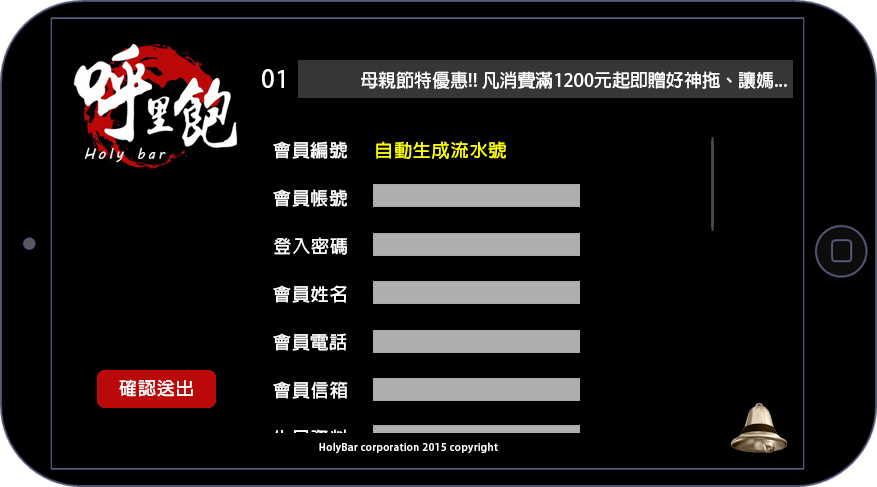 呼里飽
Holy bar
01
母親節特優惠!! 凡消費滿1200元起即贈好神拖、讓媽...
會員編號 自動生成流水號
會員帳號
登入密碼
會員姓名
會員電話
會員信箱
確認送出
HolyBar corporation 2015 copyright